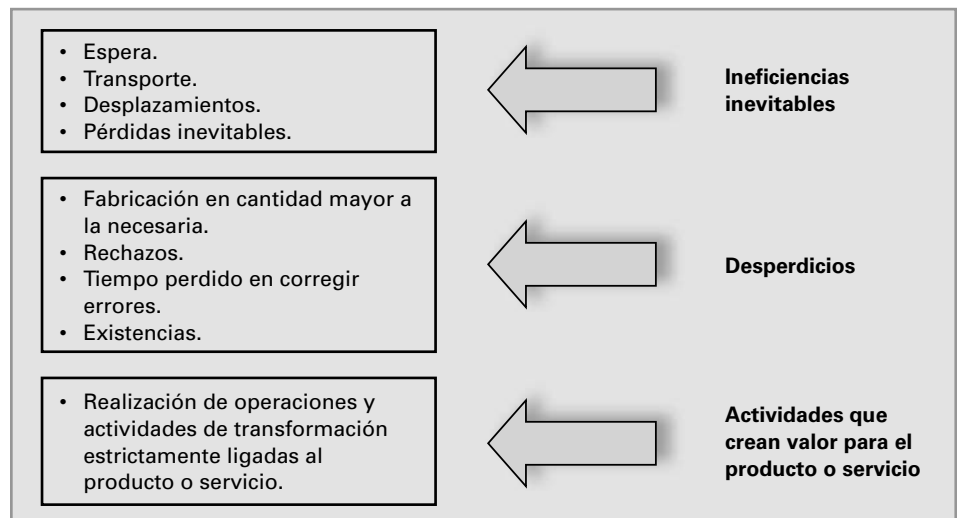 • Espera.
• Transporte.
• Desplazamientos.
• Pérdidas inevitables.
Ineficiencias
inevitables
• Fabricación en cantidad mayor a
la necesaria.
• Rechazos.
• Tiempo perdido en corregir
errores.
• Existencias.
Desperdicios
• Realización de operaciones y
actividades de transformación
estrictamente ligadas al
producto o servicio.
Actividades que
crean valor para el
producto o servicio